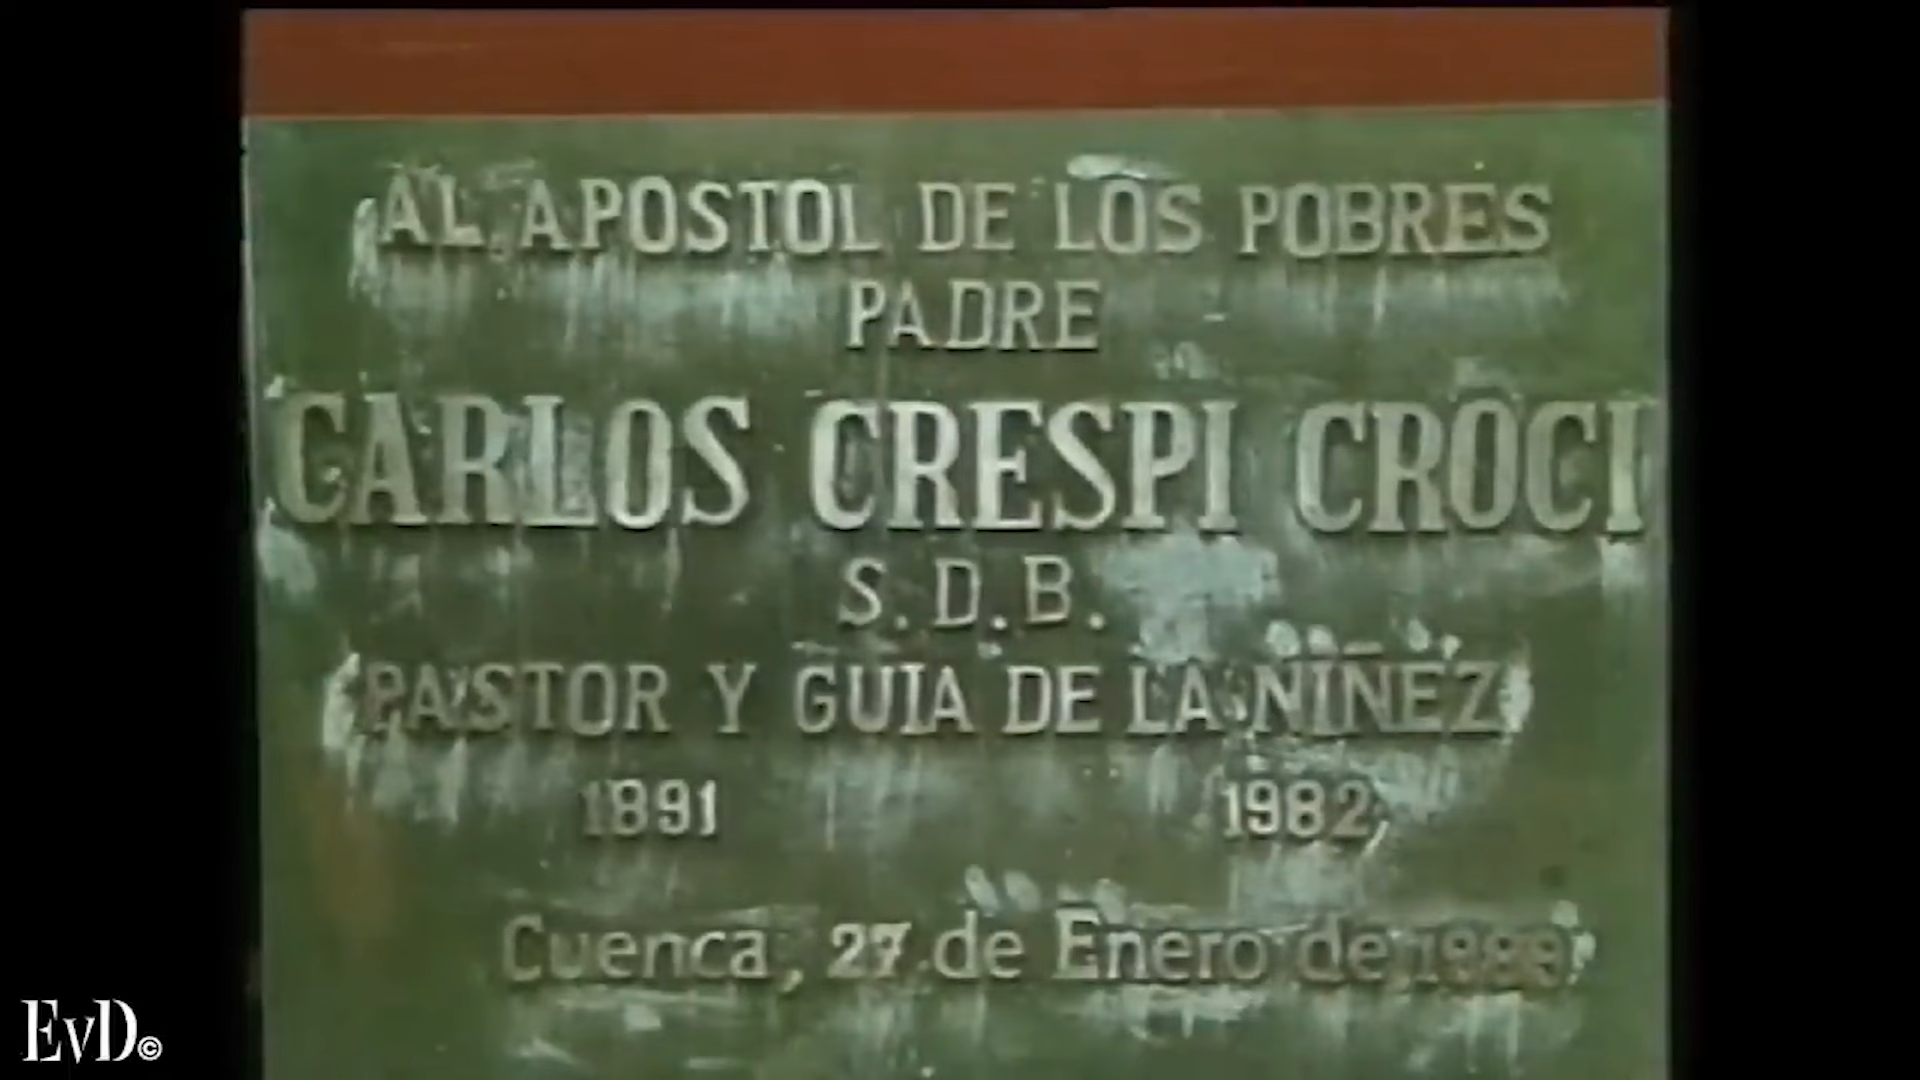 AL APOSTOL DE LOS POBRES
PADRE
CARLOS CRESPI CROCI
S.D.B.
PASTOR Y GUIA DE LA NIÑEZ
1891 1982
Cuenca, 27 de Enero de
EvD©